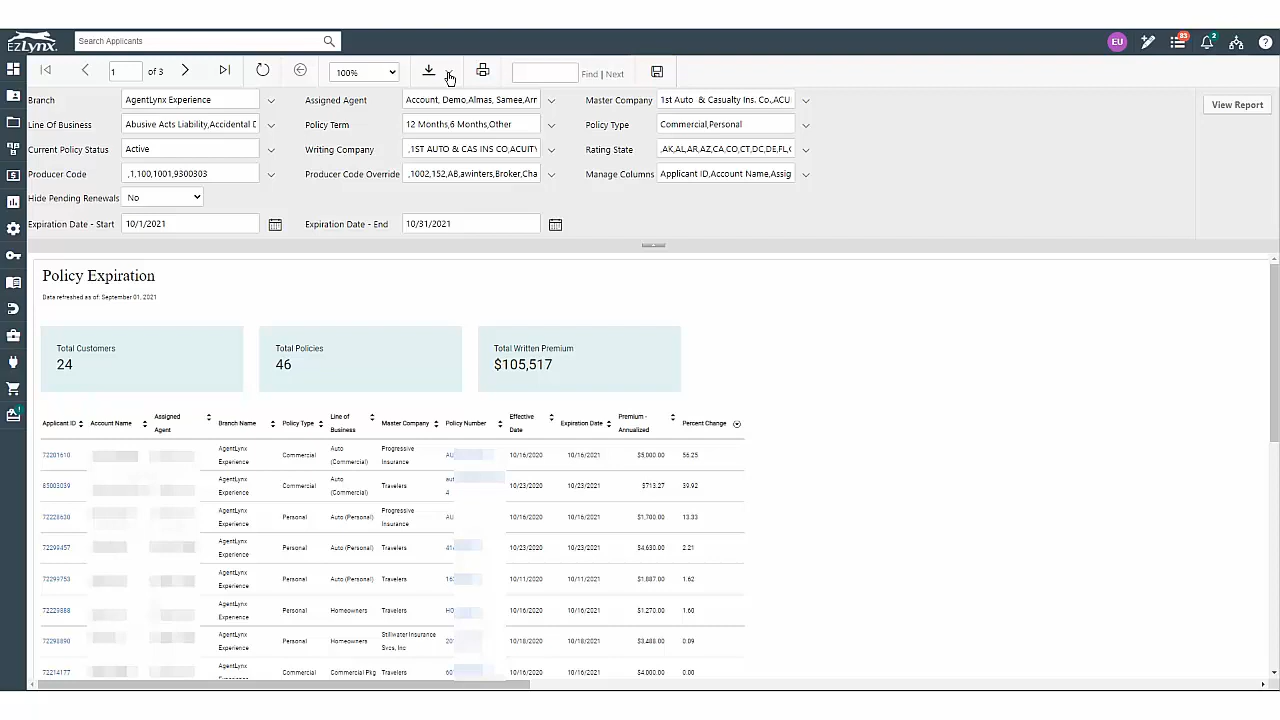 EZLYNX.
Search Applicants
EU
83
2
1 of 3
100%
Find | Next
Branch AgentLynx Experience Assigned Agent Account, Demo,Almas, Samee,Arr Master Company 1st Auto & Casualty Ins. Co.,ACU View Report
Line Of Business Abusive Acts Liability,Accidental D Policy Term 12 Months,6 Months,Other Policy Type Commercial,Personal
Current Policy Status Active Writing Company ,1ST AUTO & CAS INS CO,ACUITY Rating State ,AK,AL,AR,AZ,CA,CO,CT,DC,DE,FL,
Producer Code ,1,100,1001,9300303 Producer Code Override ,1002,152,AB,awinters,Broker,Cha Manage Columns Applicant ID,Account Name,Assig
Hide Pending Renewals No
Expiration Date - Start 10/1/2021 Expiration Date - End 10/31/2021
Policy Expiration
Data refreshed as of: September 01, 2021
Total Customers Total Policies Total Written Premium
24 46 $105,517
Applicant ID Account Name Assigned Agent Branch Name Policy Type Line of Business Master Company Policy Number Effective Date Expiration Date Premium - Annualized Percent Change
72201610 AgentLynx Experience Commercial Auto (Commercial) Progressive Insurance AU 10/16/2020 10/16/2021 $5,000.00 56.25
85003039 AgentLynx Experience Commercial Auto (Commercial) Travelers aut 4 10/23/2020 10/23/2021 $713.27 39.92
72228630 AgentLynx Experience Personal Auto (Personal) Progressive Insurance AU 10/16/2020 10/16/2021 $1,700.00 13.33
72299457 AgentLynx Experience Personal Auto (Personal) Travelers 10/23/2020 10/23/2021 $4,630.00 2.21
72299753 AgentLynx Experience Personal Auto (Personal) Travelers 10/11/2020 10/11/2021 $1,887.00 1.62
72223888 AgentLynx Experience Personal Homeowners Travelers HO 10/16/2020 10/16/2021 $1,270.00 1.60
72298890 AgentLynx Experience Personal Homeowners Stillwater Insurance Svcs, Inc 20 10/18/2020 10/18/2021 $3,488.00 0.09
72214177 AgentLynx Experience Commercial Commercial Pkg Travelers 60 10/16/2020 10/16/2021 $4,000.00 0.00